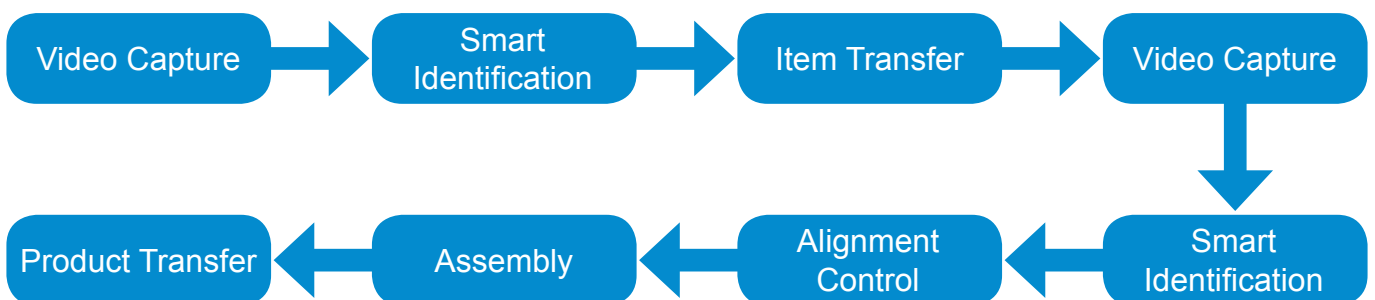 Video Capture
Smart
Identification
Item Transfer
Video Capture
Smart
Identification
Alignment
Control
Assembly
Product Transfer